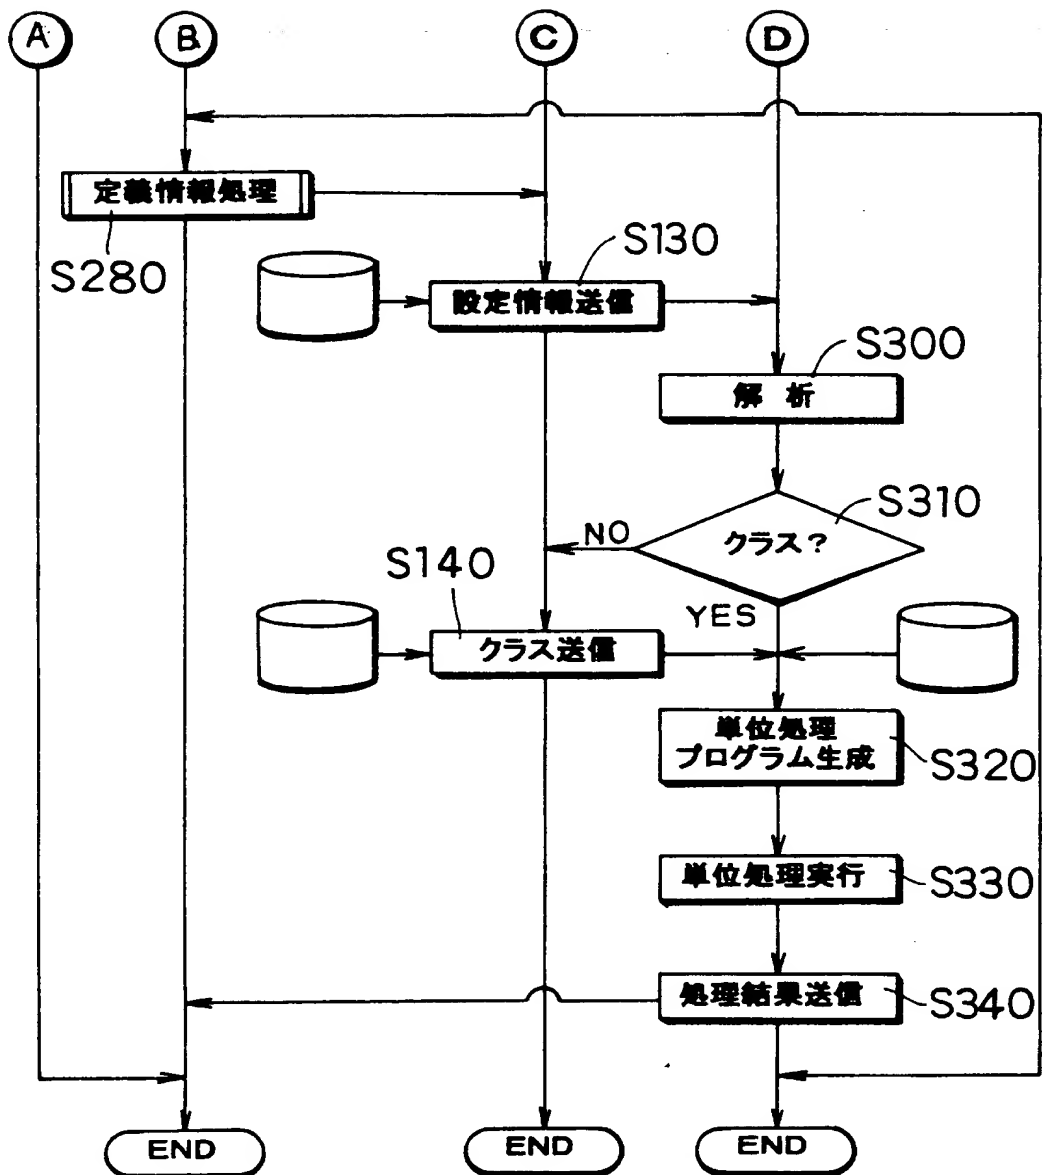 A
B
C
D
定義情報処理
S280
S130
設定情報送信
S300
解 析
S310
クラス?
NO
S140
YES
クラス送信
単位処理
プログラム生成
S320
単位処理実行
S330
処理結果送信
S340
END
END
END